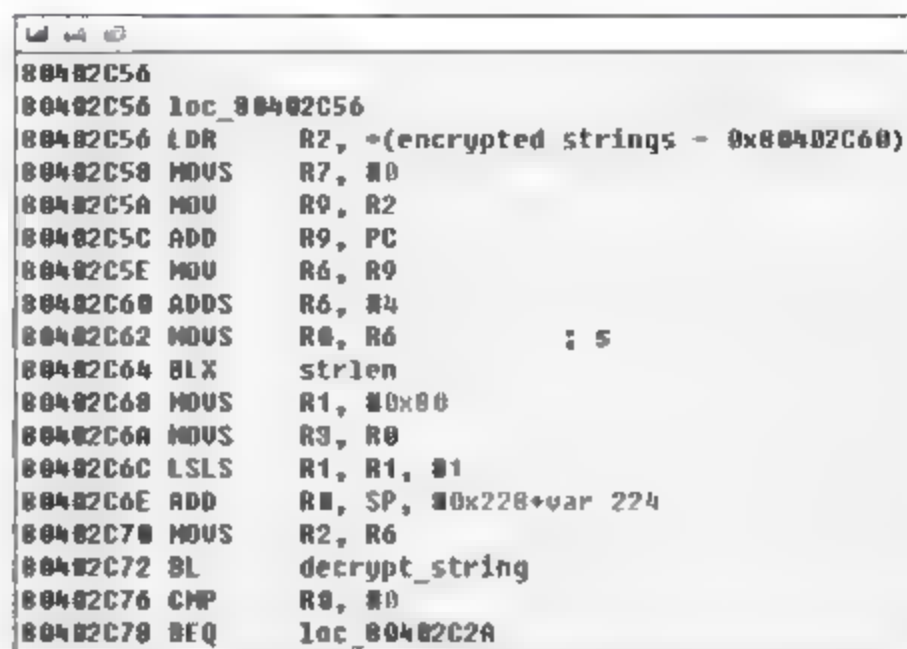 80402C56
80402C56 loc_80402C56
80402C56 LDR R2, =(encrypted_strings - 0x80402C60)
80402C58 MOVS R7, #0
80402C5A MOV R9, R2
80402C5C ADD R9, PC
80402C5E MOV R6, R9
80402C60 ADDS R6, #4
80402C62 MOVS R0, R6 ; s
80402C64 BLX strlen
80402C68 MOVS R1, #0x80
80402C6A MOVS R3, R0
80402C6C LSLS R1, R1, #1
80402C6E ADD R0, SP, #0x228+var_224
80402C70 MOVS R2, R6
80402C72 BL decrypt_string
80402C76 CMP R0, #0
80402C78 BEQ loc_80402C2A